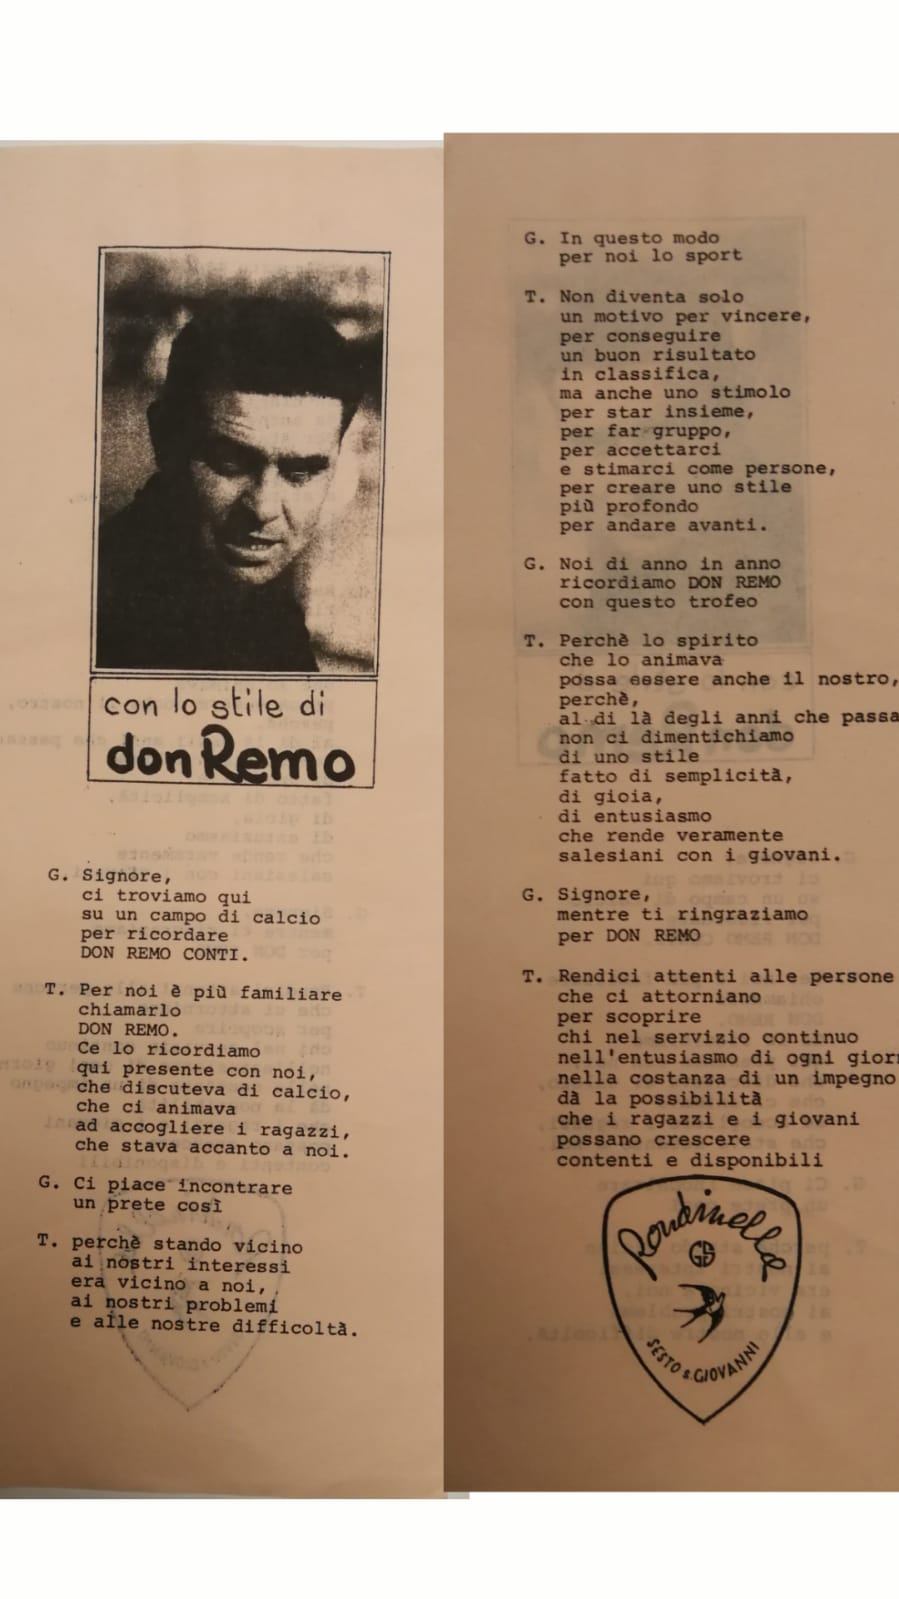 con lo stile di
don Remo
G. Signore,
ci troviamo qui
su un campo di calcio
per ricordare
DON REMO CONTI.
T. Per noi è più familiare
chiamarlo
DON REMO.
Ce lo ricordiamo
qui presente con noi,
che discuteva di calcio,
che ci animava
ad accogliere i ragazzi,
che stava accanto a noi.
G. Ci piace incontrare
un prete così
T. perchè stando vicino
ai nostri interessi
era vicino a noi,
ai nostri problemi
e alle nostre difficoltà.
G. In questo modo
per noi lo sport
T. Non diventa solo
un motivo per vincere,
per conseguire
un buon risultato
in classifica,
ma anche uno stimolo
per star insieme,
per far gruppo,
per accettarci
e stimarci come persone,
per creare uno stile
più profondo
per andare avanti.
G. Noi di anno in anno
ricordiamo DON REMO
con questo trofeo
T. Perchè lo spirito
che lo animava
possa essere anche il nostro,
perchè,
al di là degli anni che passa
non ci dimentichiamo
di uno stile
fatto di semplicità,
di gioia,
di entusiasmo
che rende veramente
salesiani con i giovani.
G. Signore,
mentre ti ringraziamo
per DON REMO
T. Rendici attenti alle persone
che ci attorniano
per scoprire
chi nel servizio continuo
nell'entusiasmo di ogni gior
nella costanza di un impegno
dà la possibilità
che i ragazzi e i giovani
possano crescere
contenti e disponibili
Rondinella
GS
SESTO S. GIOVANNI